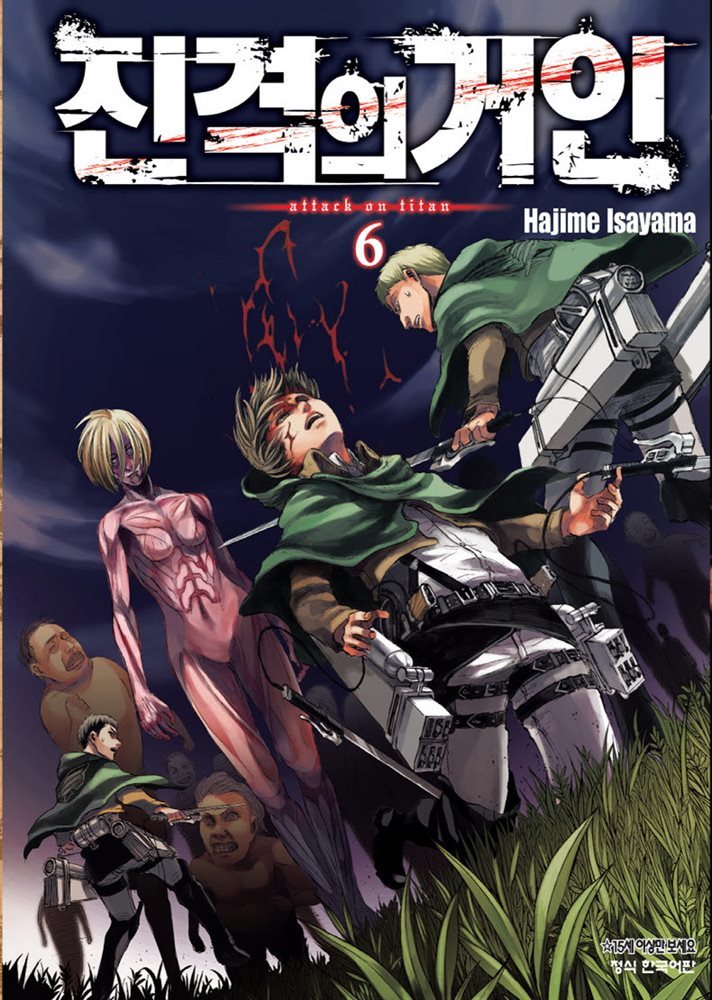 진격의 거인
attack on titan
6
Hajime Isayama
☆15세 이상만 보세요
정식 한국어판